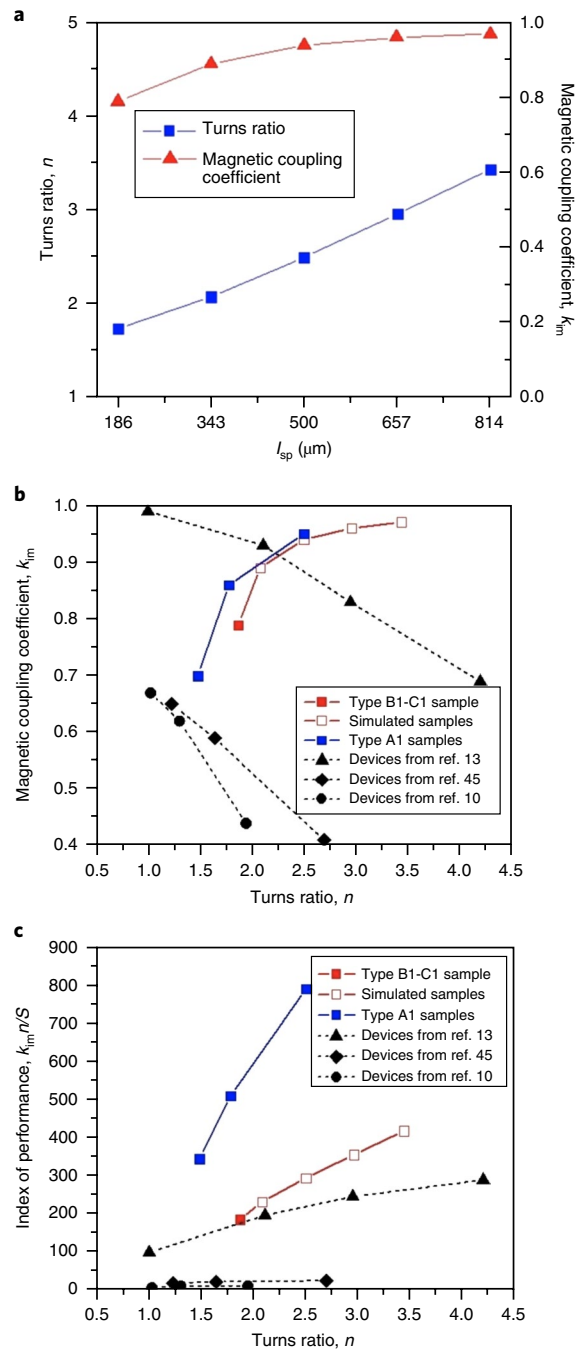 a
5
4
3
2
1
Turns ratio, n
1.0
0.8
0.6
0.4
0.2
0.0
Magnetic coupling coefficient, kim
Turns ratio
Magnetic coupling
coefficient
186
343
500
657
814
lsp (μm)
b
1.0
0.9
0.8
0.7
0.6
0.5
0.4
Magnetic coupling coefficient, kim
Type B1-C1 sample
Simulated samples
Type A1 samples
Devices from ref. 13
Devices from ref. 45
Devices from ref. 10
0.5
1.0
1.5
2.0
2.5
3.0
3.5
4.0
4.5
Turns ratio, n
c
900
800
700
600
500
400
300
200
100
0
Index of performance, kimn/S
Type B1-C1 sample
Simulated samples
Type A1 samples
Devices from ref. 13
Devices from ref. 45
Devices from ref. 10
0.5
1.0
1.5
2.0
2.5
3.0
3.5
4.0
4.5
Turns ratio, n